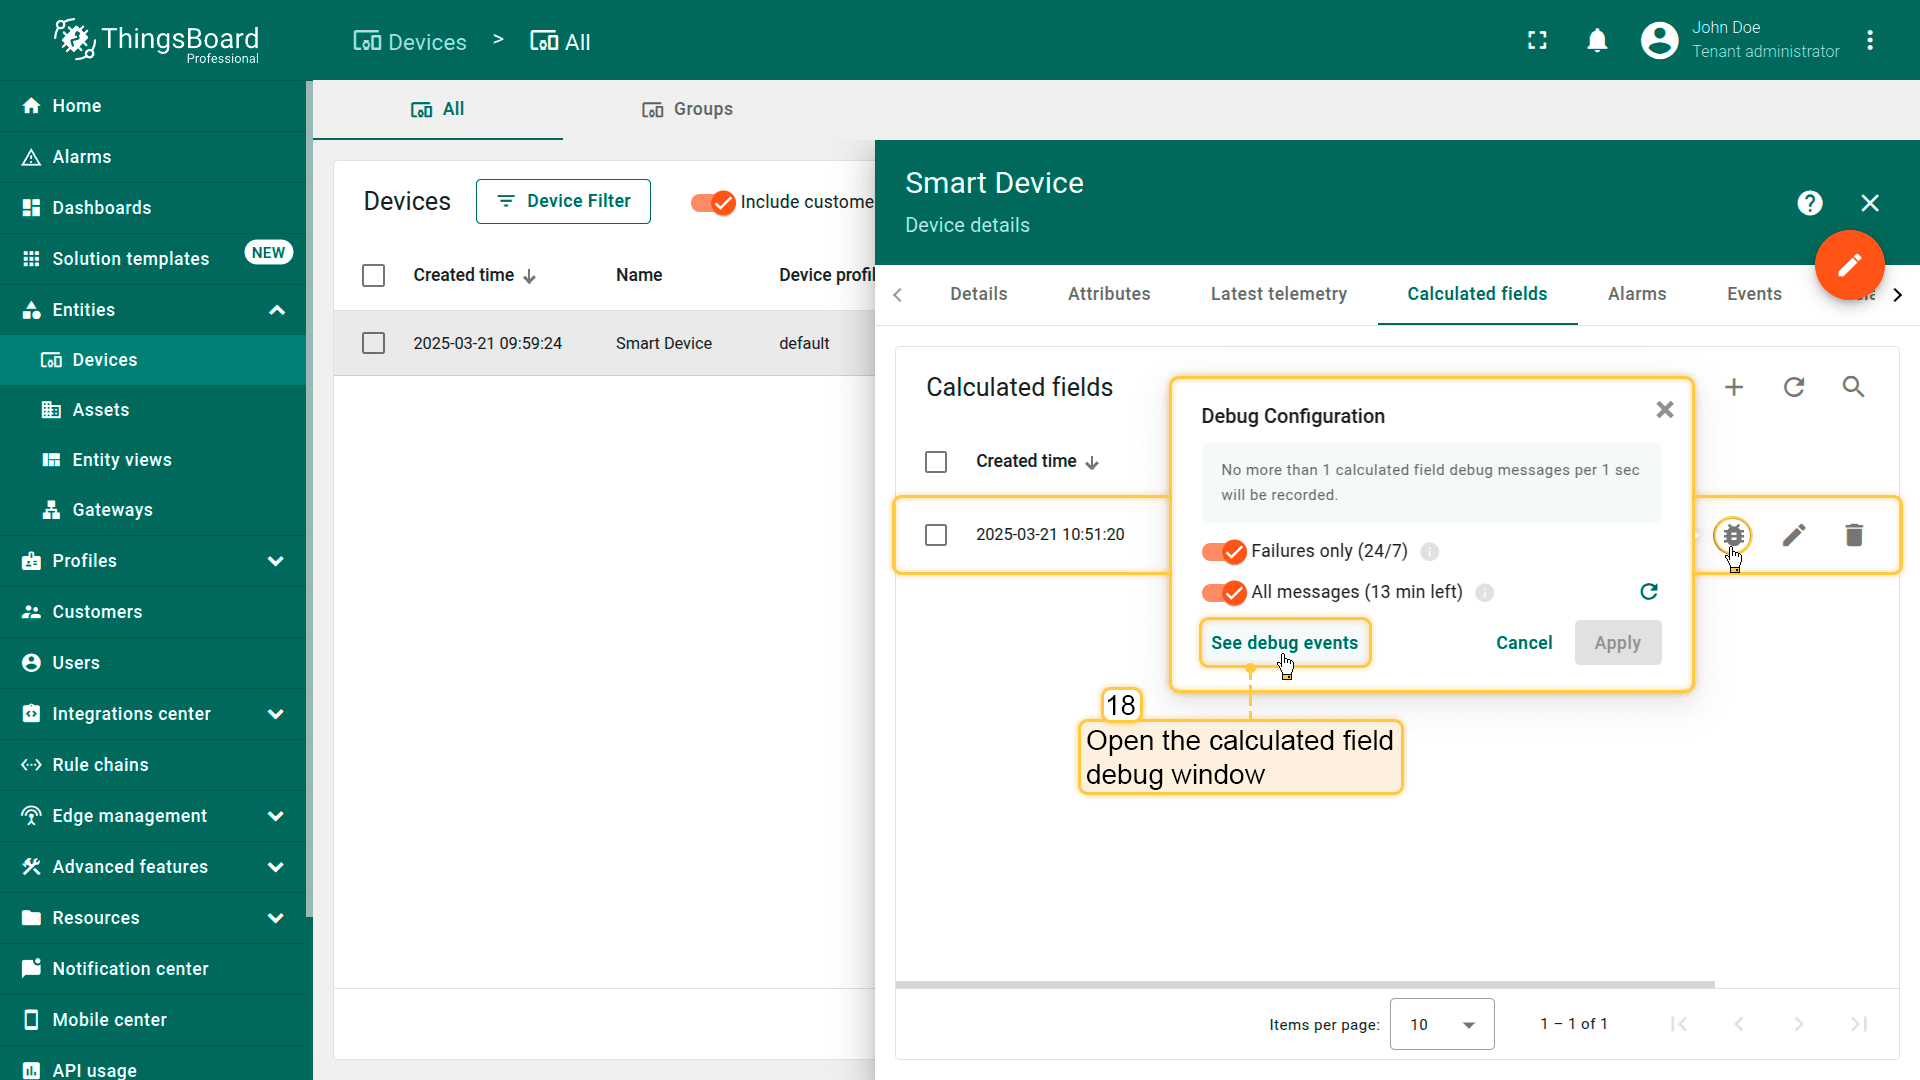 ThingsBoard
Professional
Devices > All
John Doe
Tenant administrator
Home
Alarms
Dashboards
Solution templates NEW
Entities
Devices
Assets
Entity views
Gateways
Profiles
Customers
Users
Integrations center
Rule chains
Edge management
Advanced features
Resources
Notification center
Mobile center
API usage
All Groups
Devices Device Filter Include custome
Created time Name Device profil
2025-03-21 09:59:24 Smart Device default
Smart Device
Device details
Details Attributes Latest telemetry Calculated fields Alarms Events
Calculated fields
Created time
2025-03-21 10:51:20
Debug Configuration
No more than 1 calculated field debug messages per 1 sec
will be recorded.
Failures only (24/7)
All messages (13 min left)
See debug events Cancel Apply
18
Open the calculated field
debug window
Items per page: 10 1 – 1 of 1